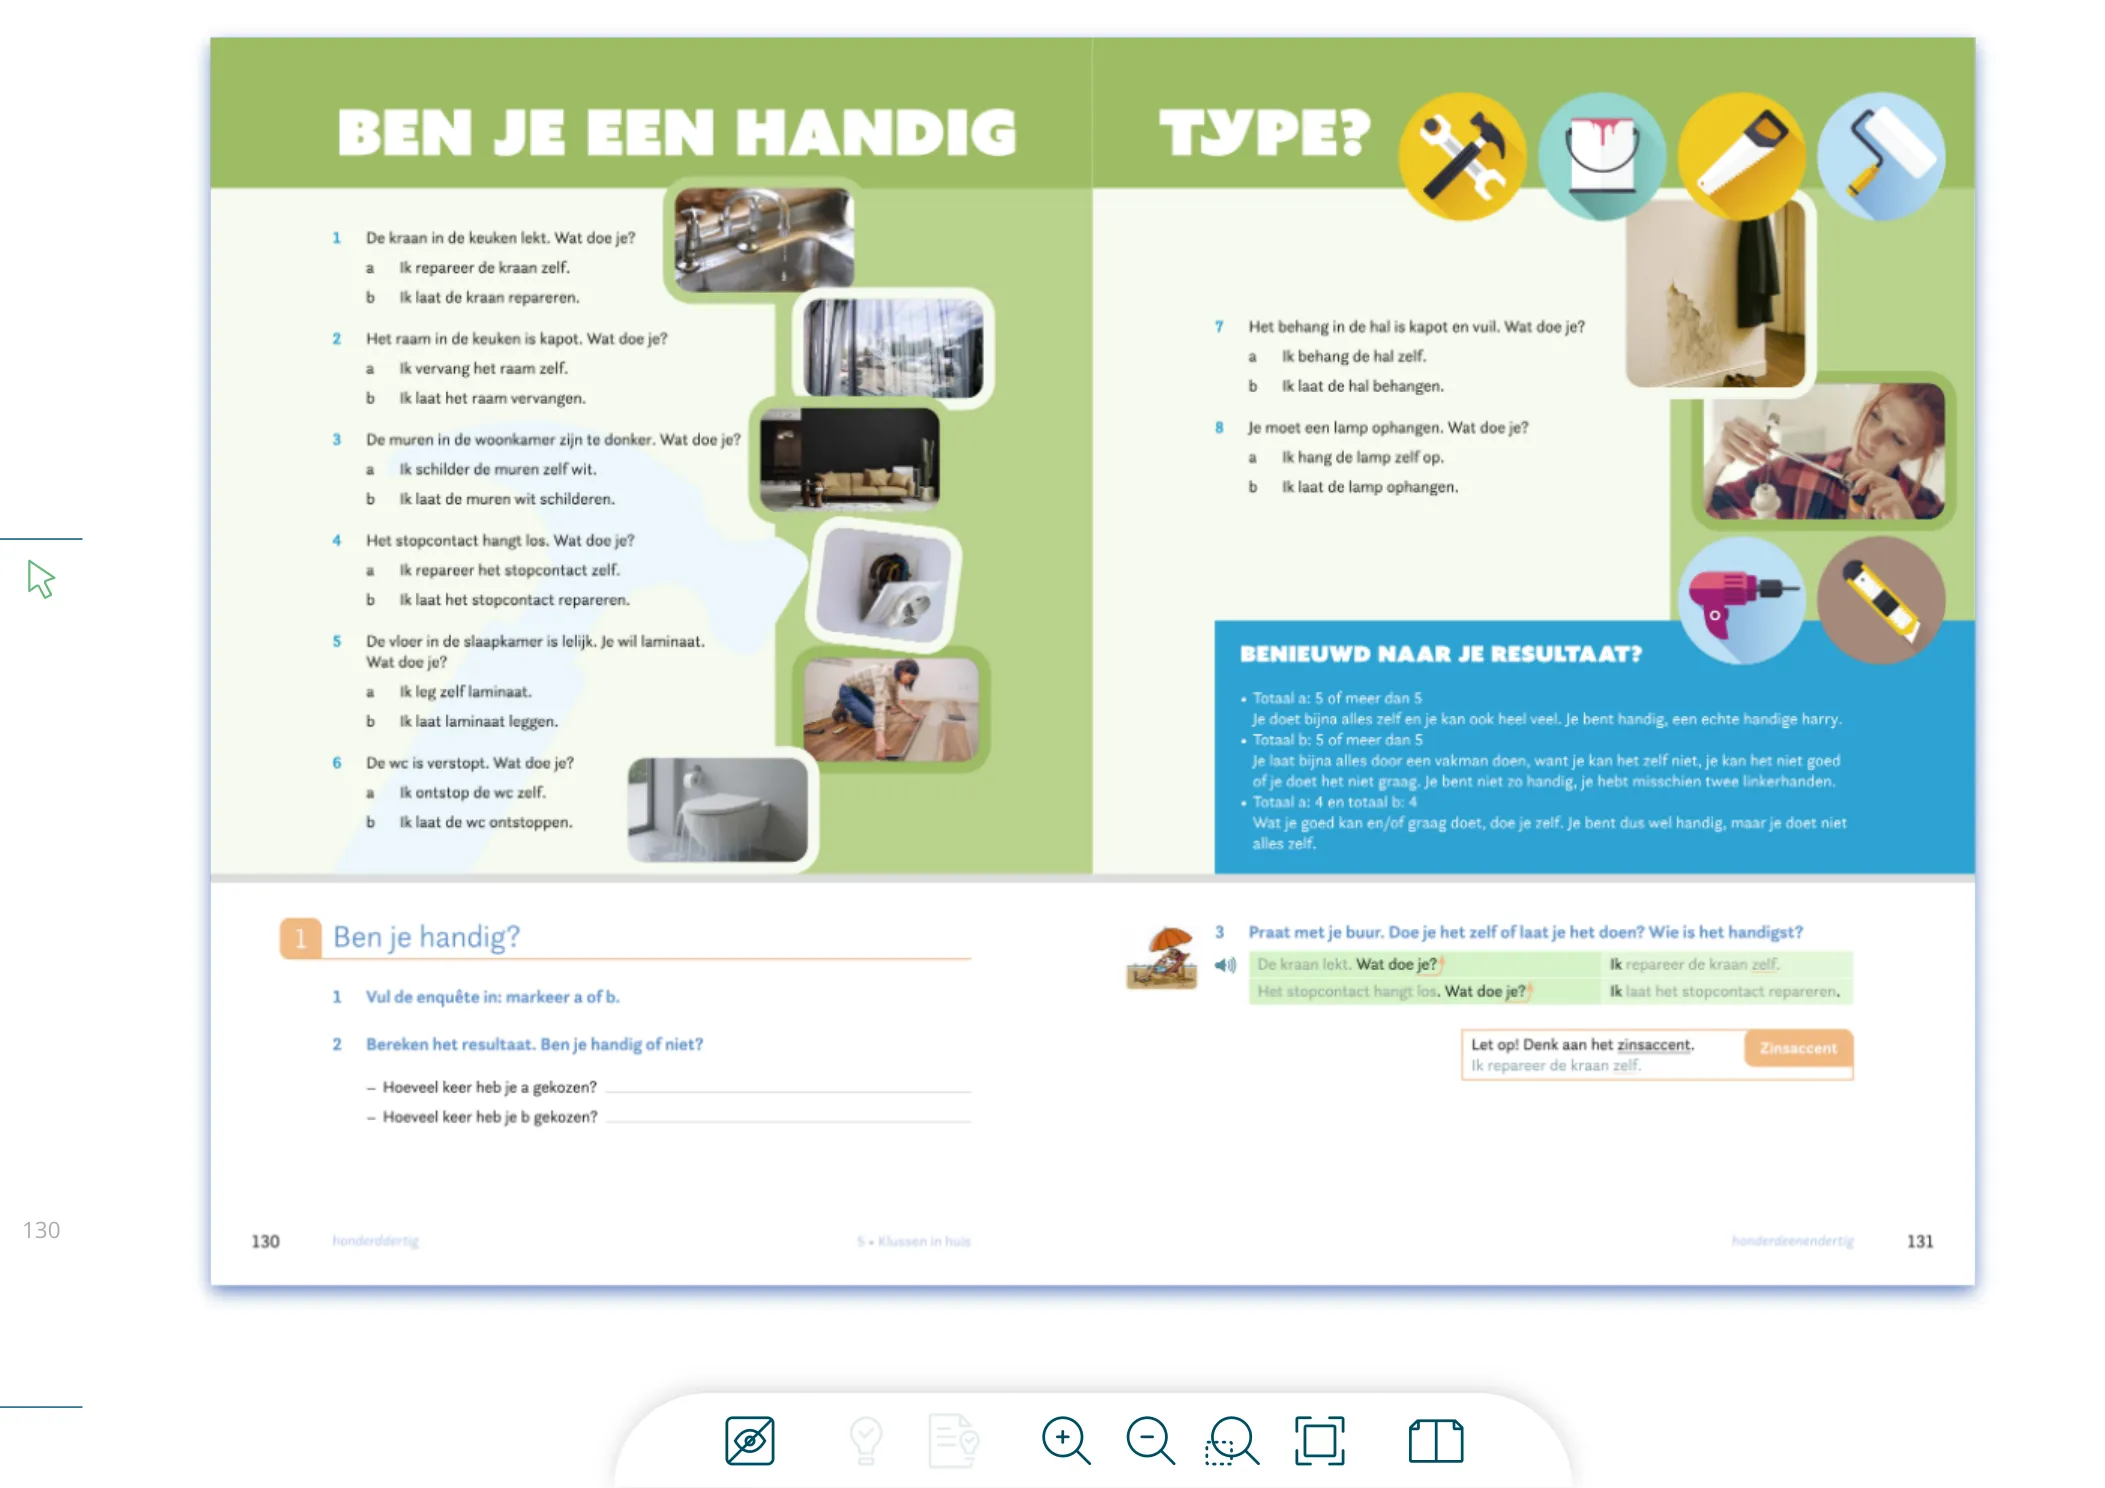 BEN JE EEN HANDIG TYPE?
1 De kraan in de keuken lekt. Wat doe je?
a Ik repareer de kraan zelf.
b Ik laat de kraan repareren.
2 Het raam in de keuken is kapot. Wat doe je?
a Ik vervang het raam zelf.
b Ik laat het raam vervangen.
3 De muren in de woonkamer zijn te donker. Wat doe je?
a Ik schilder de muren zelf wit.
b Ik laat de muren wit schilderen.
4 Het stopcontact hangt los. Wat doe je?
a Ik repareer het stopcontact zelf.
b Ik laat het stopcontact repareren.
5 De vloer in de slaapkamer is lelijk. Je wil laminaat.
Wat doe je?
a Ik leg zelf laminaat.
b Ik laat laminaat leggen.
6 De wc is verstopt. Wat doe je?
a Ik ontstop de wc zelf.
b Ik laat de wc ontstoppen.
7 Het behang in de hal is kapot en vuil. Wat doe je?
a Ik behang de hal zelf.
b Ik laat de hal behangen.
8 Je moet een lamp ophangen. Wat doe je?
a Ik hang de lamp zelf op.
b Ik laat de lamp ophangen.
BENIEUWD NAAR JE RESULTAAT?
• Totaal a: 5 of meer dan 5
Je doet bijna alles zelf en je kan ook heel veel. Je bent handig, een echte handige harry.
• Totaal b: 5 of meer dan 5
Je laat bijna alles door een vakman doen, want je kan het zelf niet, je kan het niet goed
of je doet het niet graag. Je bent niet zo handig, je hebt misschien twee linkerhanden.
• Totaal a: 4 en totaal b: 4
Wat je goed kan en/of graag doet, doe je zelf. Je bent dus wel handig, maar je doet niet
alles zelf.
1 Ben je handig?
1 Vul de enquête in: markeer a of b.
2 Bereken het resultaat. Ben je handig of niet?
– Hoeveel keer heb je a gekozen?
– Hoeveel keer heb je b gekozen?
3 Praat met je buur. Doe je het zelf of laat je het doen? Wie is het handigst?
De kraan lekt. Wat doe je? Ik repareer de kraan zelf.
Het stopcontact hangt los. Wat doe je? Ik laat het stopcontact repareren.
Let op! Denk aan het zinsaccent. Zinsaccent
Ik repareer de kraan zelf.
130
130 honderddertig 5 • Klussen in huis
honderdeenendertig 131